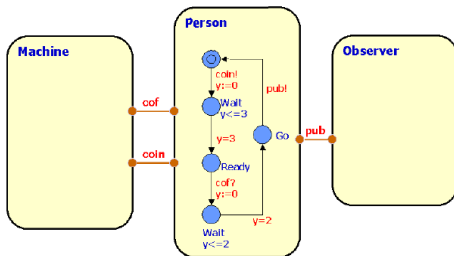 Machine
Person
Observer
coin!
y:=0
Wait
y<=3
pub!
cof
y=3
Go
pub
coin
Ready
cof?
y:=0
y=2
Wait
y<=2